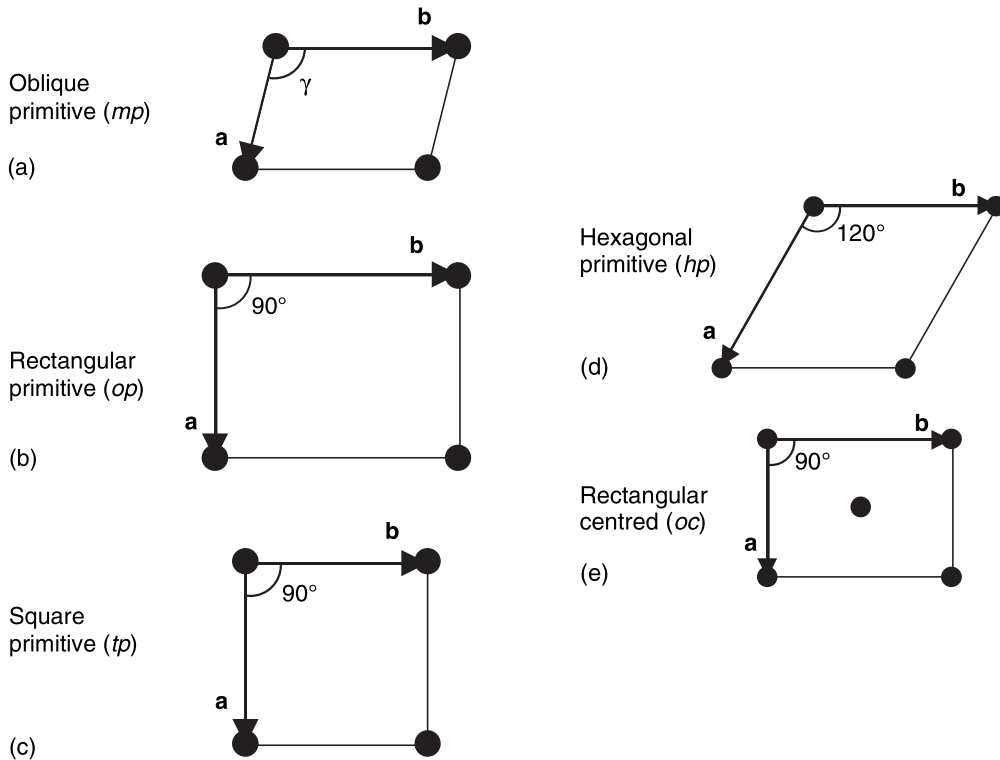 b
γ
Oblique
primitive (mp)
a
(a)
b
90°
Rectangular
primitive (op)
a
(b)
b
90°
Square
primitive (tp)
a
(c)
b
120°
Hexagonal
primitive (hp)
a
(d)
b
90°
Rectangular
centred (oc)
a
(e)